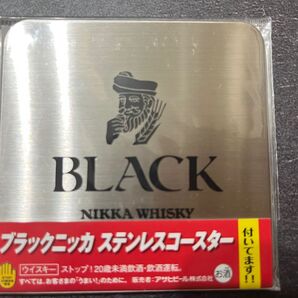 BLACK
NIKKA WHISKY
ブラックニッカ ステンレスコースター
付いてます!!
ウイスキー ストップ!20歳未満飲酒・飲酒運転。
すべては、お客さまの「うまい!」のために。 販売者:アサヒビール株式会社
お酒